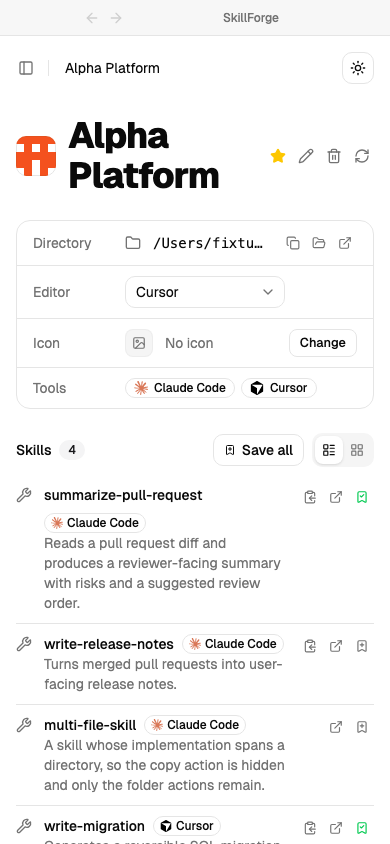 SkillForge
Alpha Platform
Alpha
Platform
Directory
/Users/fixtu…
Editor
Cursor
Icon
No icon
Change
Tools
Claude Code
Cursor
Skills
4
Save all
summarize-pull-request
Claude Code
Reads a pull request diff and
produces a reviewer-facing summary
with risks and a suggested review
order.
write-release-notes
Claude Code
Turns merged pull requests into user-
facing release notes.
multi-file-skill
Claude Code
A skill whose implementation spans a
directory, so the copy action is hidden
and only the folder actions remain.
write-migration
Cursor